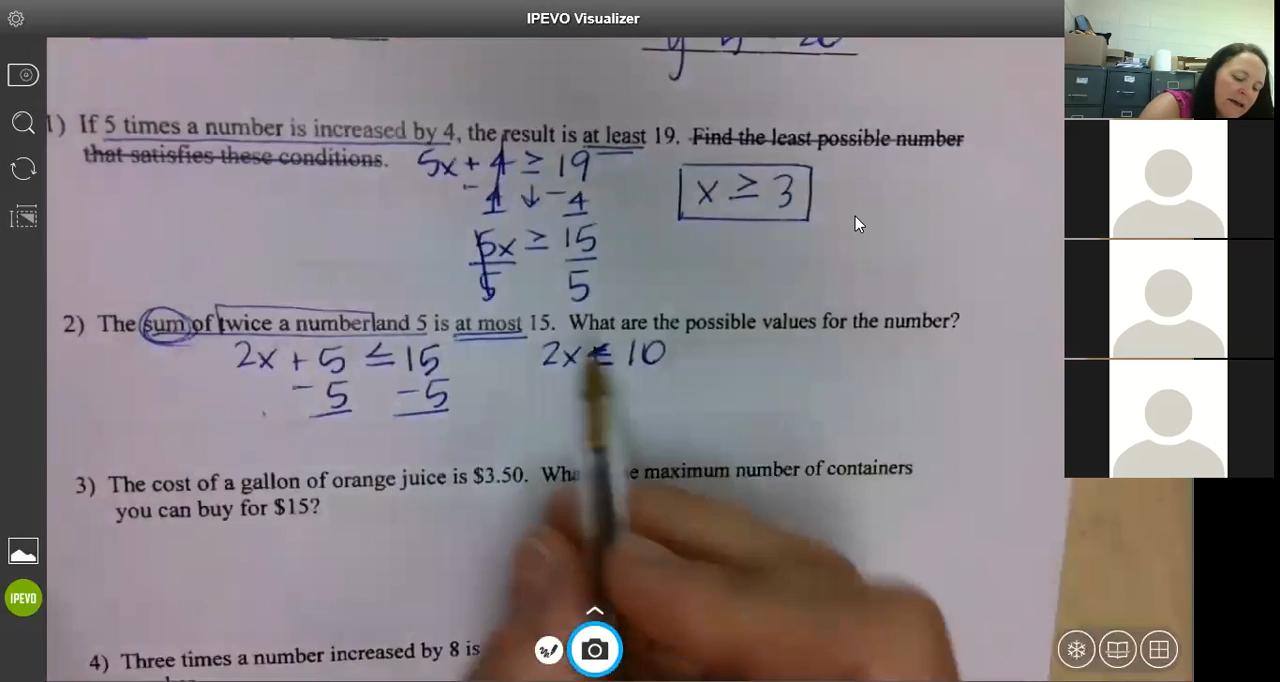 IPEVO Visualizer
1) If 5 times a number is increased by 4, the result is at least 19. Find the least possible number
that satisfies these conditions.
5x + 4 ≥ 19
- 4 ↓ - 4
x ≥ 3
5x ≥ 15
5 5
2) The sum of twice a number and 5 is at most 15. What are the possible values for the number?
2x + 5 ≤ 15
2x ≤ 10
- 5 - 5
3) The cost of a gallon of orange juice is $3.50. maximum number of containers
you can buy for $15?
IPEVO
4) Three times a number increased by 8 is